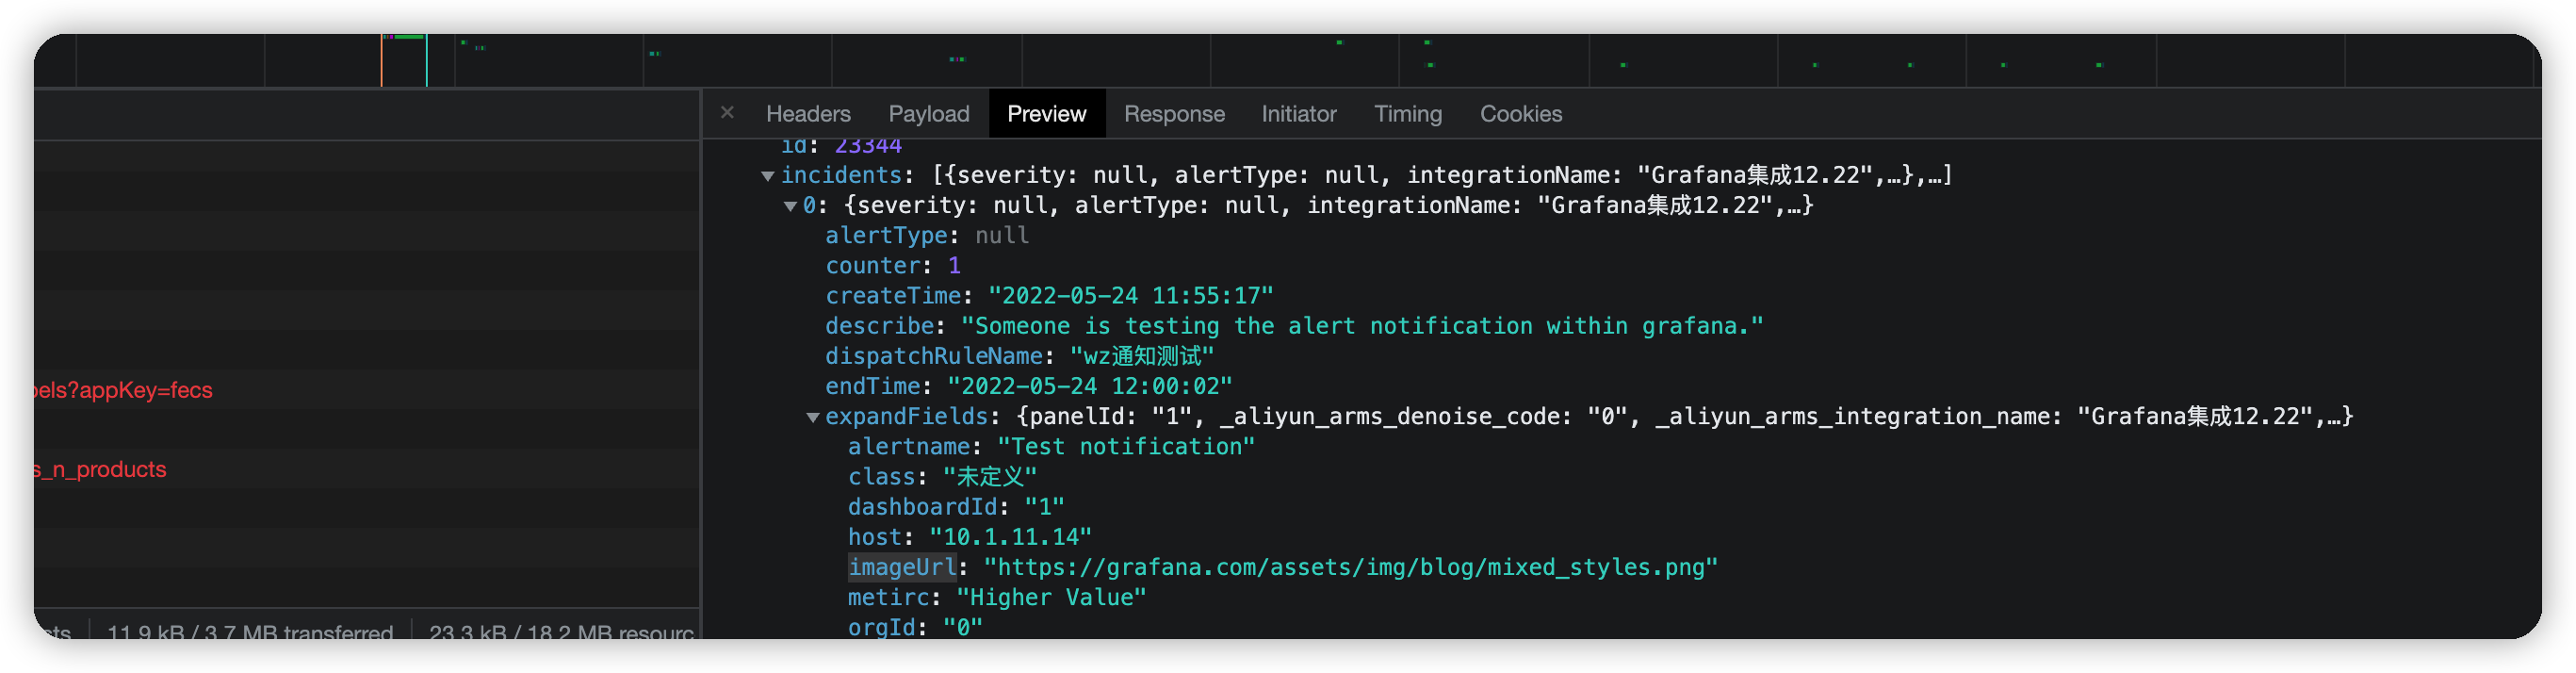 × Headers Payload Preview Response Initiator Timing Cookies
id: 23344
incidents: [{severity: null, alertType: null, integrationName: "Grafana集成12.22",…},…]
0: {severity: null, alertType: null, integrationName: "Grafana集成12.22",…}
alertType: null
counter: 1
createTime: "2022-05-24 11:55:17"
describe: "Someone is testing the alert notification within grafana."
dispatchRuleName: "wz通知测试"
endTime: "2022-05-24 12:00:02"
expandFields: {panelId: "1", _aliyun_arms_denoise_code: "0", _aliyun_arms_integration_name: "Grafana集成12.22",…}
alertname: "Test notification"
class: "未定义"
dashboardId: "1"
host: "10.1.11.14"
imageUrl: "https://grafana.com/assets/img/blog/mixed_styles.png"
metirc: "Higher Value"
orgId: "0"
bels?appKey=fecs
s_n_products
sts 11.9 kB / 3.7 MB transferred 23.3 kB / 18.2 MB resourc